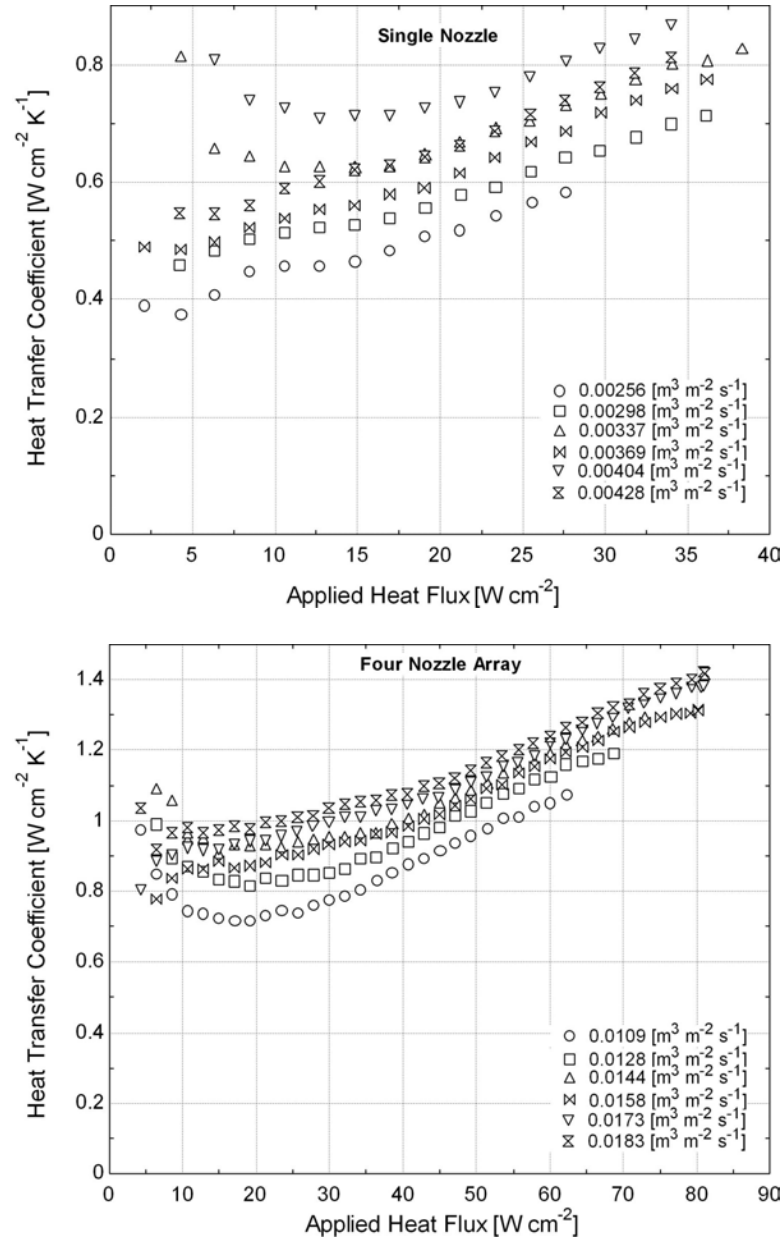 Single Nozzle
Heat Tranfer Coefficient [W cm⁻² K⁻¹]
0.8
0.6
0.4
0.2
0
○ 0.00256 [m³ m⁻² s⁻¹]
□ 0.00298 [m³ m⁻² s⁻¹]
△ 0.00337 [m³ m⁻² s⁻¹]
⋈ 0.00369 [m³ m⁻² s⁻¹]
▽ 0.00404 [m³ m⁻² s⁻¹]
⧖ 0.00428 [m³ m⁻² s⁻¹]
0 5 10 15 20 25 30 35 40
Applied Heat Flux [W cm⁻²]
Four Nozzle Array
Heat Transfer Coefficient [W cm⁻² K⁻¹]
1.4
1.2
1
0.8
0.6
0.4
0.2
0
○ 0.0109 [m³ m⁻² s⁻¹]
□ 0.0128 [m³ m⁻² s⁻¹]
△ 0.0144 [m³ m⁻² s⁻¹]
⋈ 0.0158 [m³ m⁻² s⁻¹]
▽ 0.0173 [m³ m⁻² s⁻¹]
⧖ 0.0183 [m³ m⁻² s⁻¹]
0 10 20 30 40 50 60 70 80 90
Applied Heat Flux [W cm⁻²]